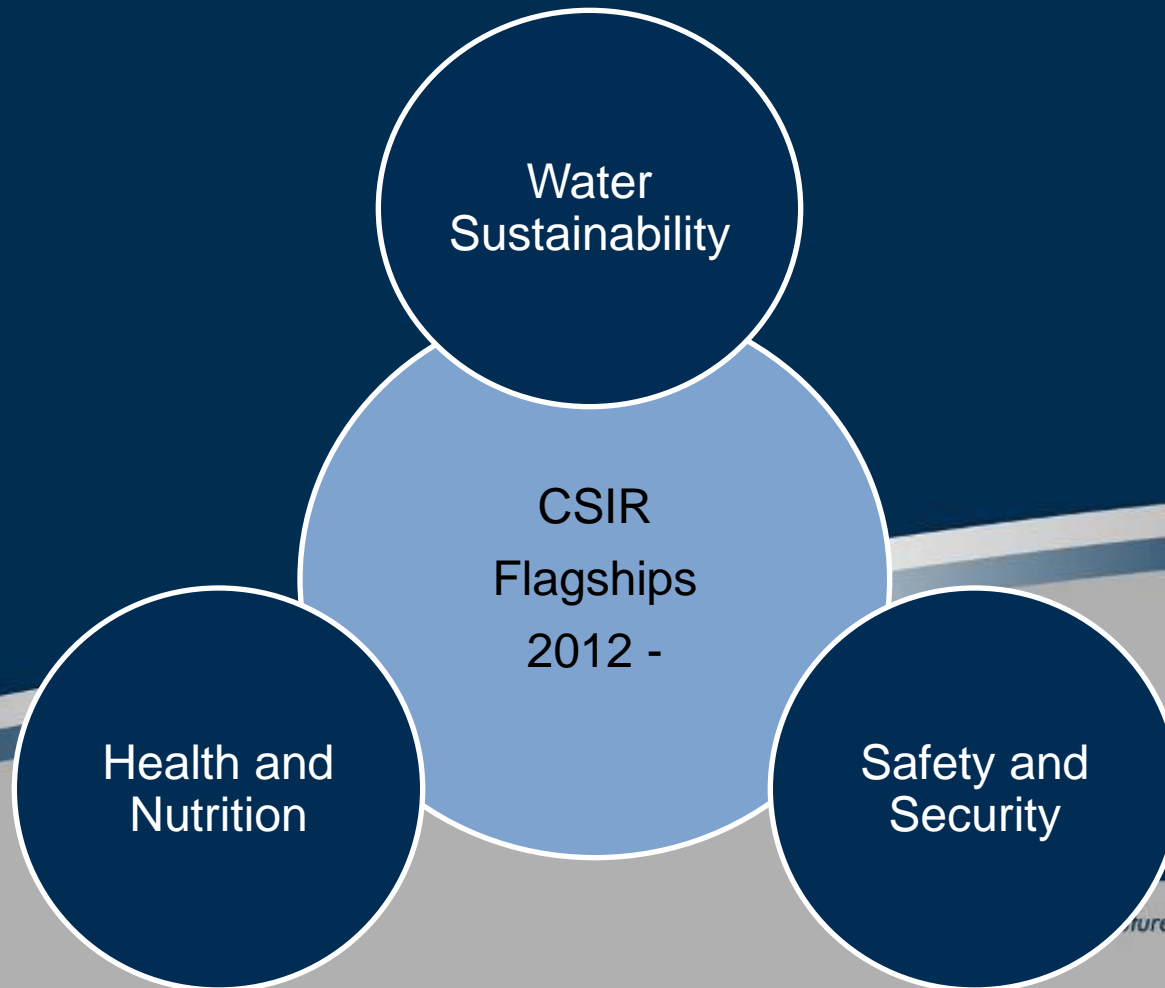 Water
Sustainability
CSIR
Flagships
2012 -
Health and
Nutrition
Safety and
Security